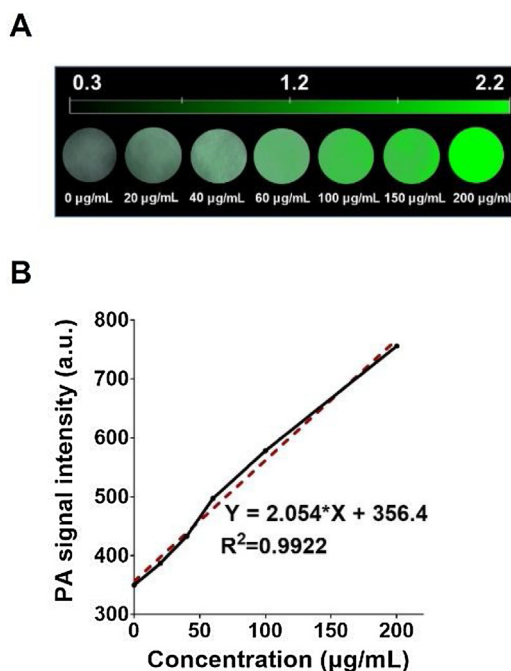 A
0.3 1.2 2.2
0 µg/mL 20 µg/mL 40 µg/mL 60 µg/mL 100 µg/mL 150 µg/mL 200 µg/mL
B
PA signal intensity (a.u.)
800
700
600
500
400
300
Y = 2.054*X + 356.4
R²=0.9922
0 50 100 150 200
Concentration (µg/mL)